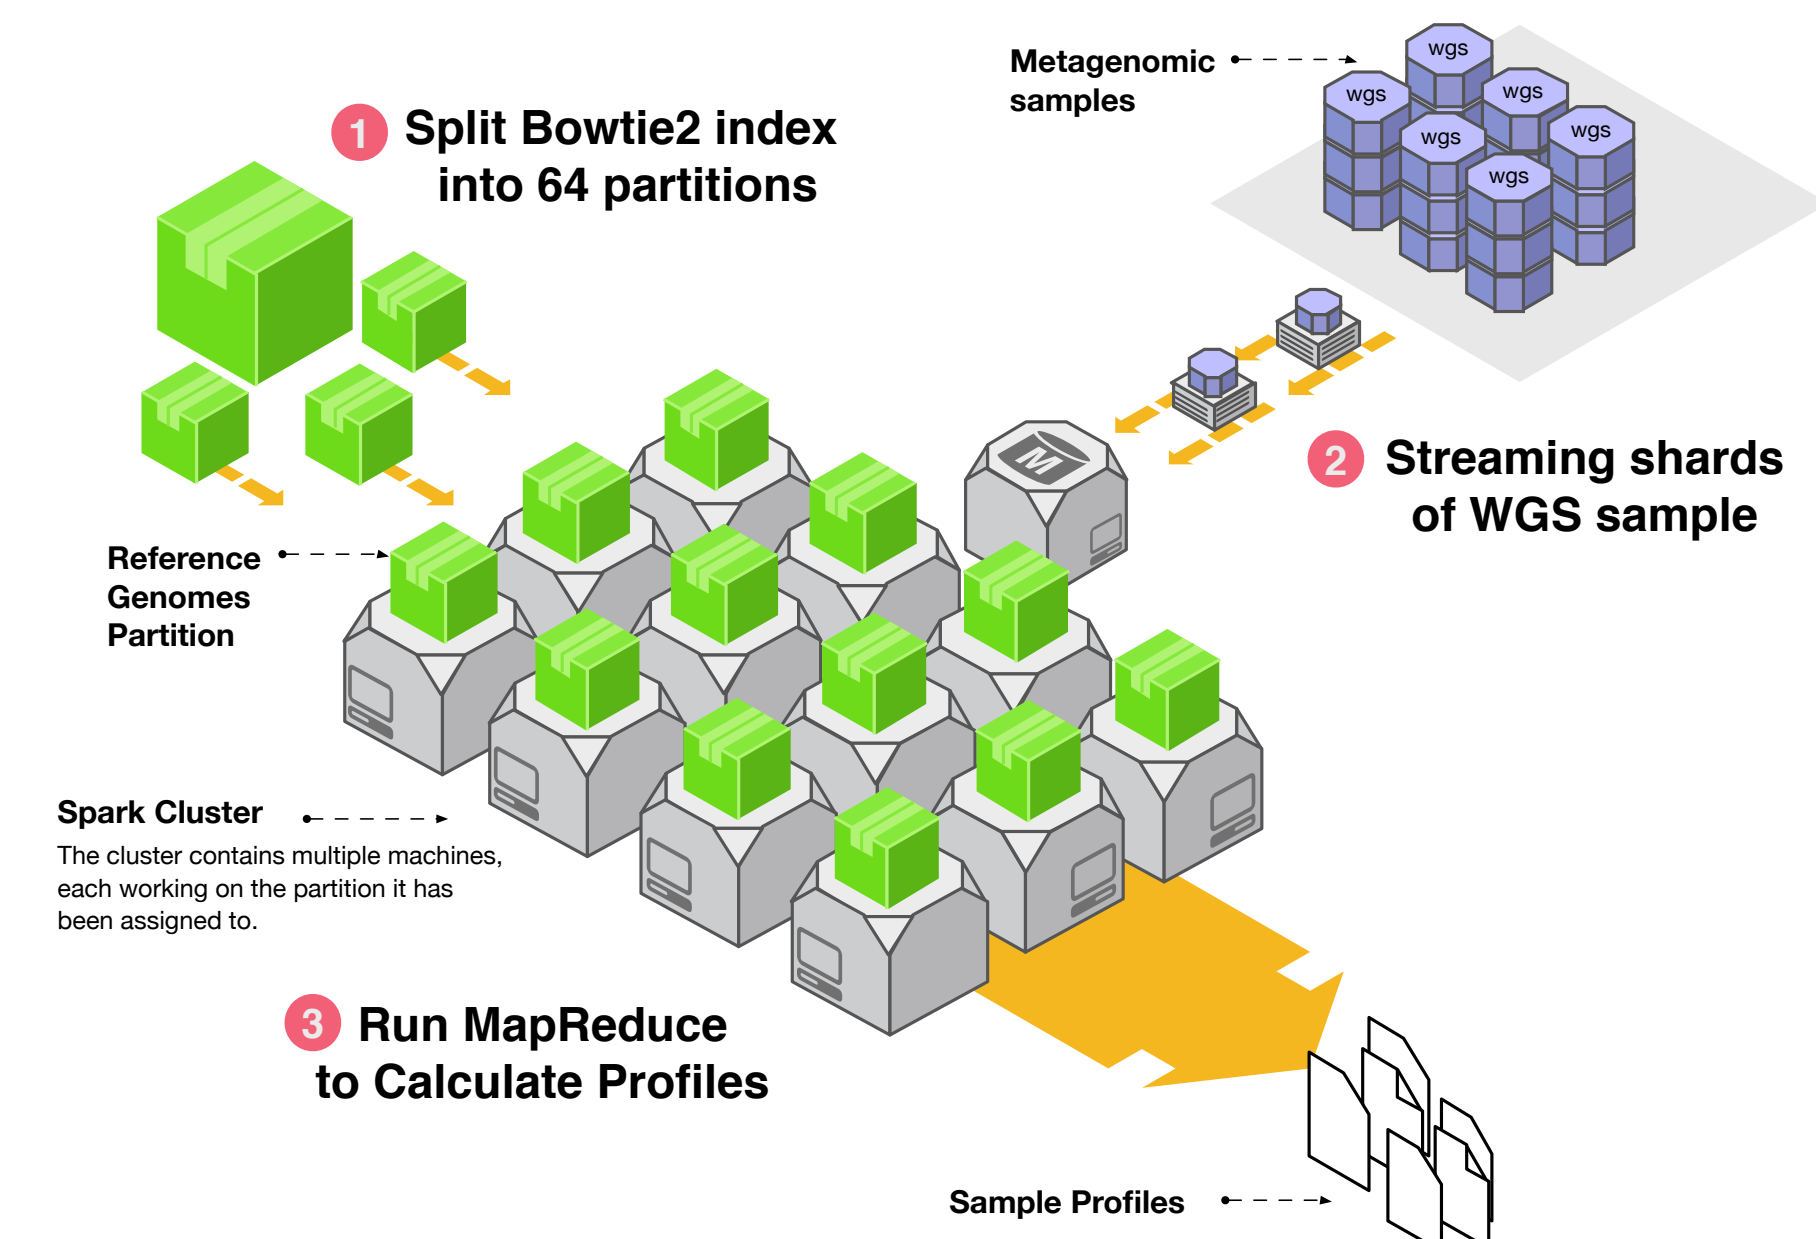 Metagenomic
samples
wgs
wgs
wgs
wgs
wgs
wgs
1 Split Bowtie2 index
into 64 partitions
2 Streaming shards
of WGS sample
M
Reference
Genomes
Partition
Spark Cluster
The cluster contains multiple machines,
each working on the partition it has
been assigned to.
3 Run MapReduce
to Calculate Profiles
Sample Profiles